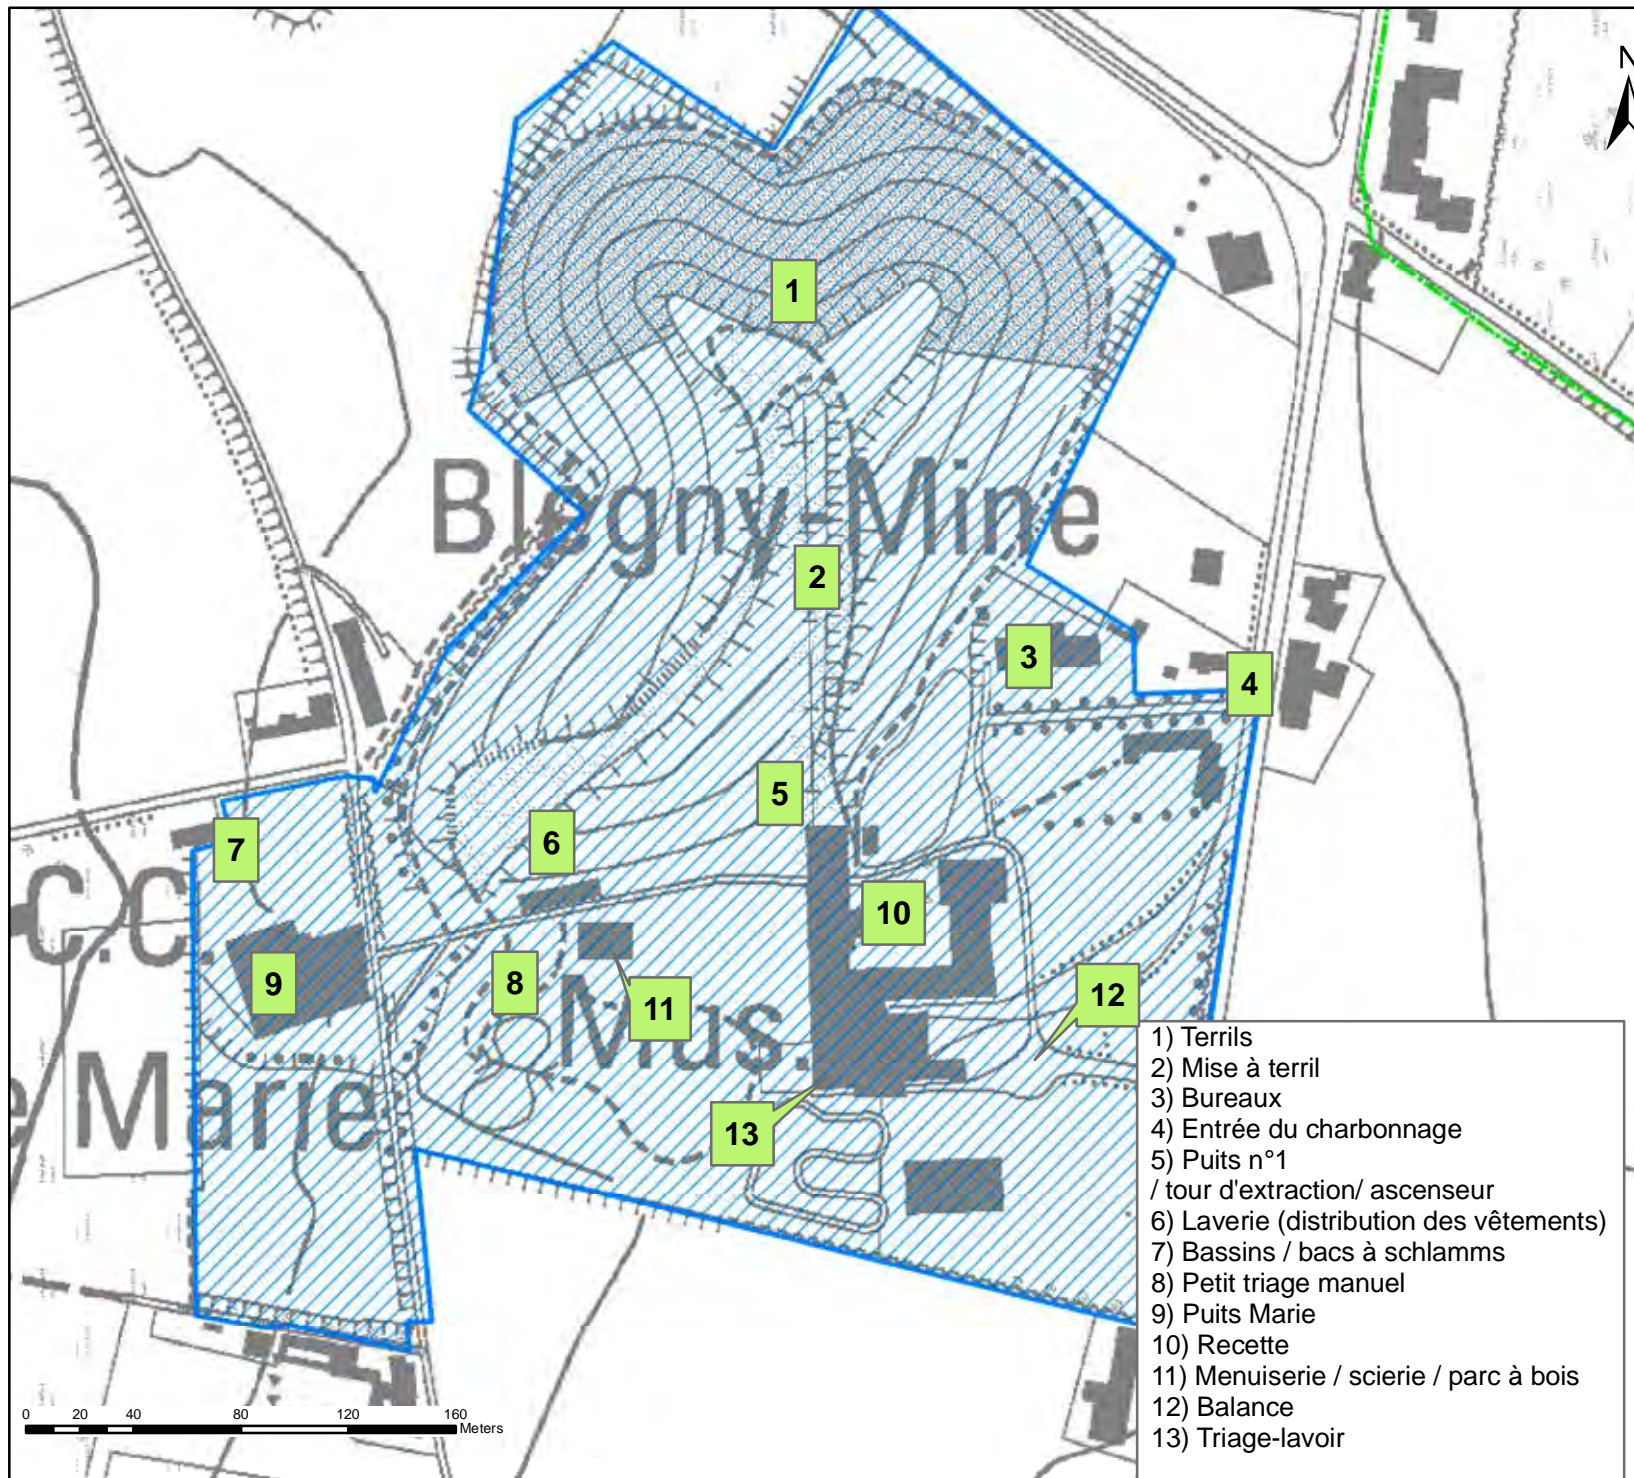 N
1
Blegny-Mine
2
3
4
5
6
7
C.C
10
9
8
11
12
Mus.
e Marie
13
1) Terrils
2) Mise à terril
3) Bureaux
4) Entrée du charbonnage
5) Puits n°1
/ tour d'extraction/ ascenseur
6) Laverie (distribution des vêtements)
7) Bassins / bacs à schlamms
8) Petit triage manuel
9) Puits Marie
10) Recette
11) Menuiserie / scierie / parc à bois
12) Balance
13) Triage-lavoir
0 20 40 80 120 160
Meters